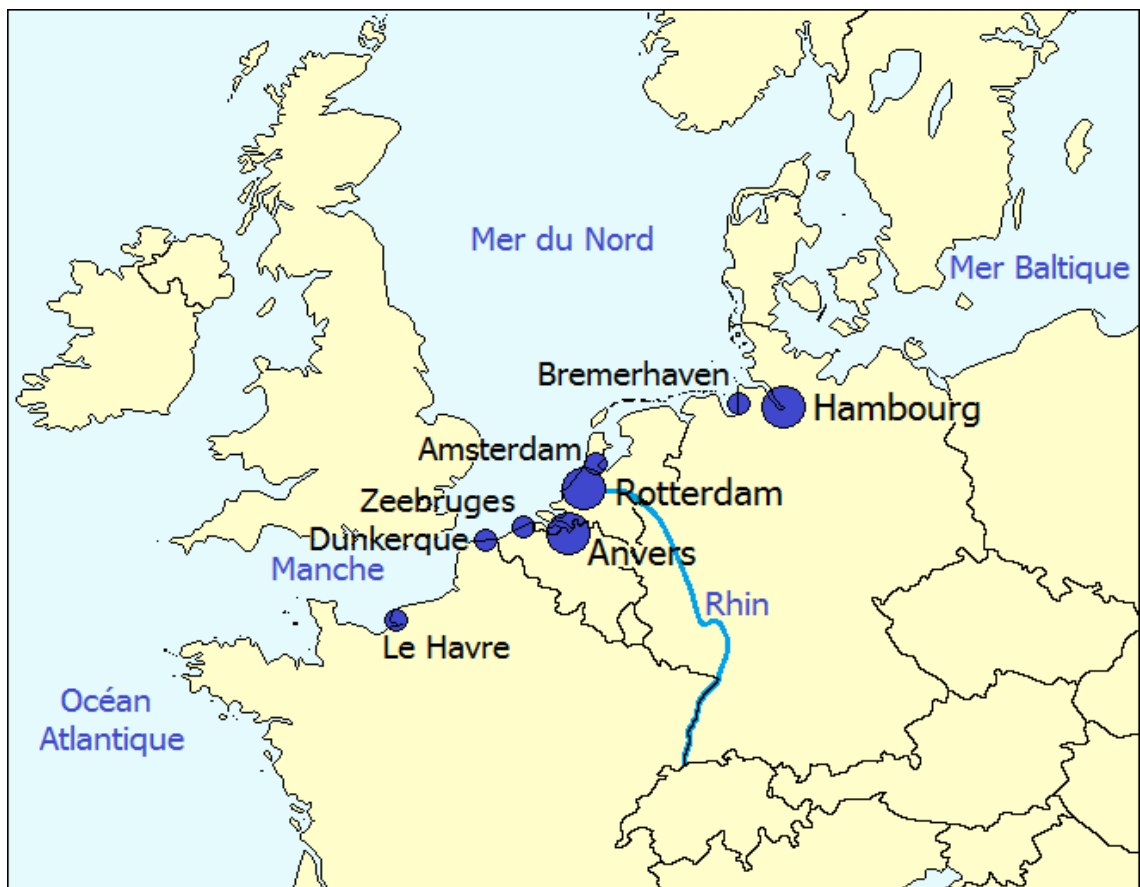 Mer du Nord
Mer Baltique
Bremerhaven
Hambourg
Amsterdam
Rotterdam
Zeebruges
Dunkerque
Anvers
Manche
Rhin
Le Havre
Océan
Atlantique